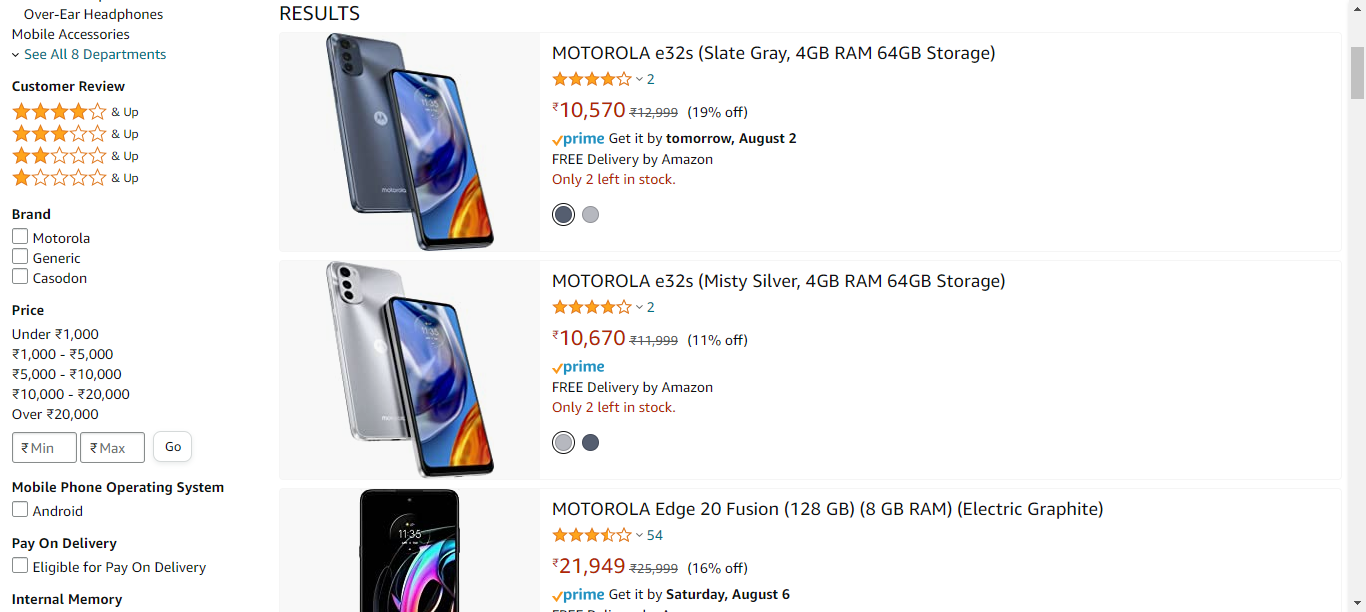 Over-Ear Headphones
Mobile Accessories
See All 8 Departments
Customer Review
& Up
& Up
& Up
& Up
Brand
Motorola
Generic
Casodon
Price
Under ₹1,000
₹1,000 - ₹5,000
₹5,000 - ₹10,000
₹10,000 - ₹20,000
Over ₹20,000
₹ Min ₹ Max Go
Mobile Phone Operating System
Android
Pay On Delivery
Eligible for Pay On Delivery
Internal Memory
RESULTS
MOTOROLA e32s (Slate Gray, 4GB RAM 64GB Storage)
2
₹10,570 ₹12,999 (19% off)
prime Get it by tomorrow, August 2
FREE Delivery by Amazon
Only 2 left in stock.
11:35
motorola
MOTOROLA e32s (Misty Silver, 4GB RAM 64GB Storage)
2
₹10,670 ₹11,999 (11% off)
prime
FREE Delivery by Amazon
Only 2 left in stock.
11:35
MOTOROLA Edge 20 Fusion (128 GB) (8 GB RAM) (Electric Graphite)
54
₹21,949 ₹25,999 (16% off)
prime Get it by Saturday, August 6
11:35